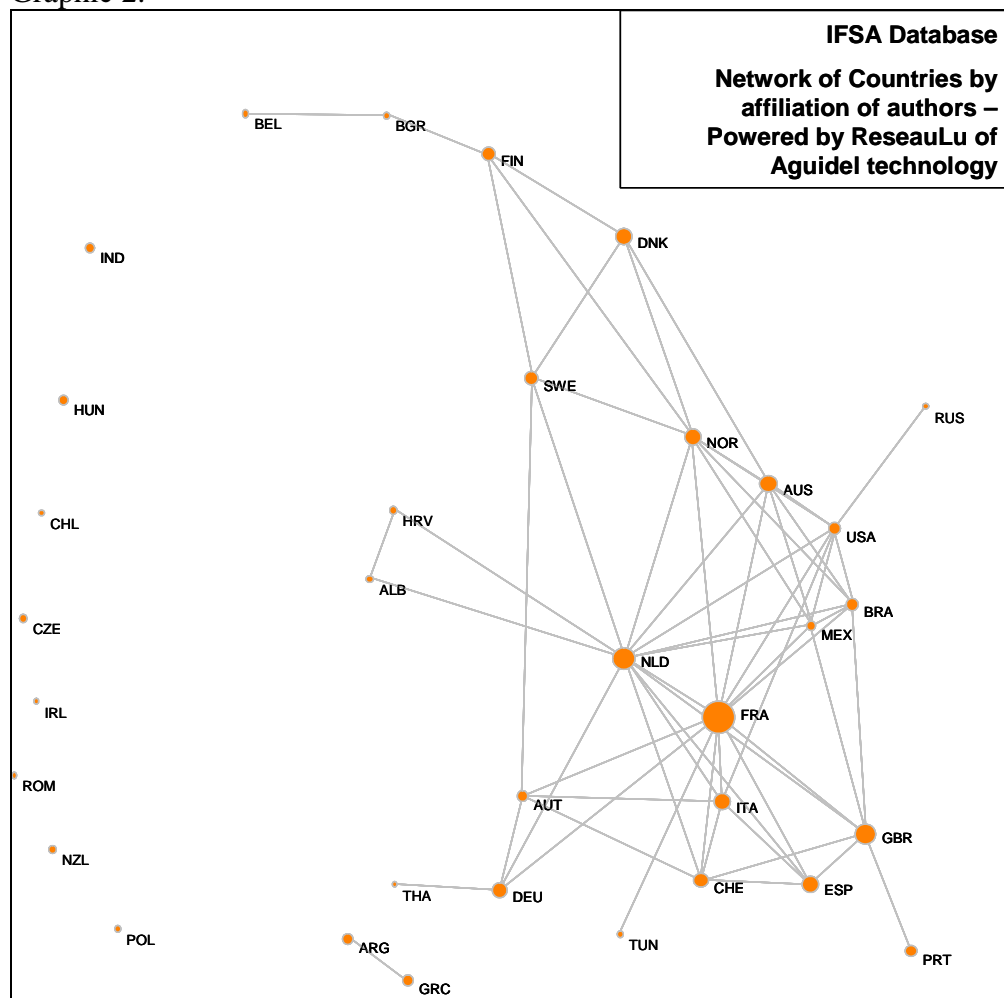 Graphic 2:
IFSA Database
Network of Countries by
affiliation of authors –
Powered by ReseauLu of
Aguidel technology
BEL
BGR
FIN
DNK
IND
SWE
HUN
RUS
NOR
AUS
CHL
HRV
USA
ALB
BRA
CZE
MEX
NLD
IRL
FRA
ROM
AUT
ITA
GBR
NZL
THA
DEU
CHE
ESP
POL
ARG
TUN
PRT
GRC